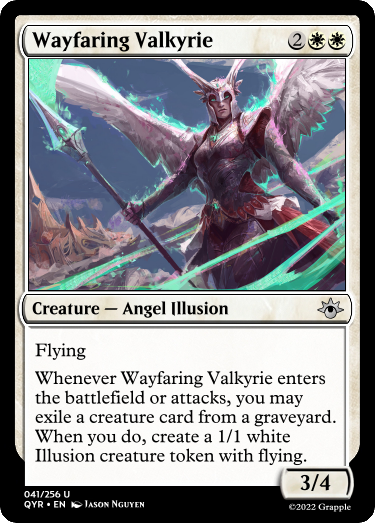 Wayfaring Valkyrie 2
Creature — Angel Illusion
Flying
Whenever Wayfaring Valkyrie enters
the battlefield or attacks, you may
exile a creature card from a graveyard.
When you do, create a 1/1 white
Illusion creature token with flying.
3/4
041/256 U
QYR • EN Jason Nguyen
©2022 Grapple